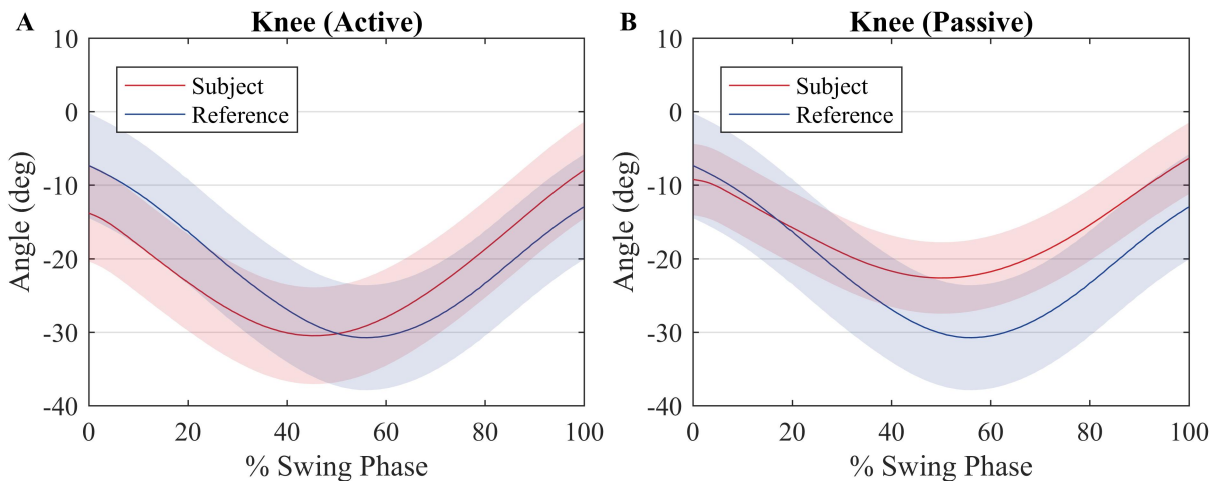 A
Knee (Active)
10
0
-10
-20
-30
-40
Angle (deg)
Subject
Reference
0 20 40 60 80 100
% Swing Phase
B
Knee (Passive)
10
0
-10
-20
-30
-40
Angle (deg)
Subject
Reference
0 20 40 60 80 100
% Swing Phase